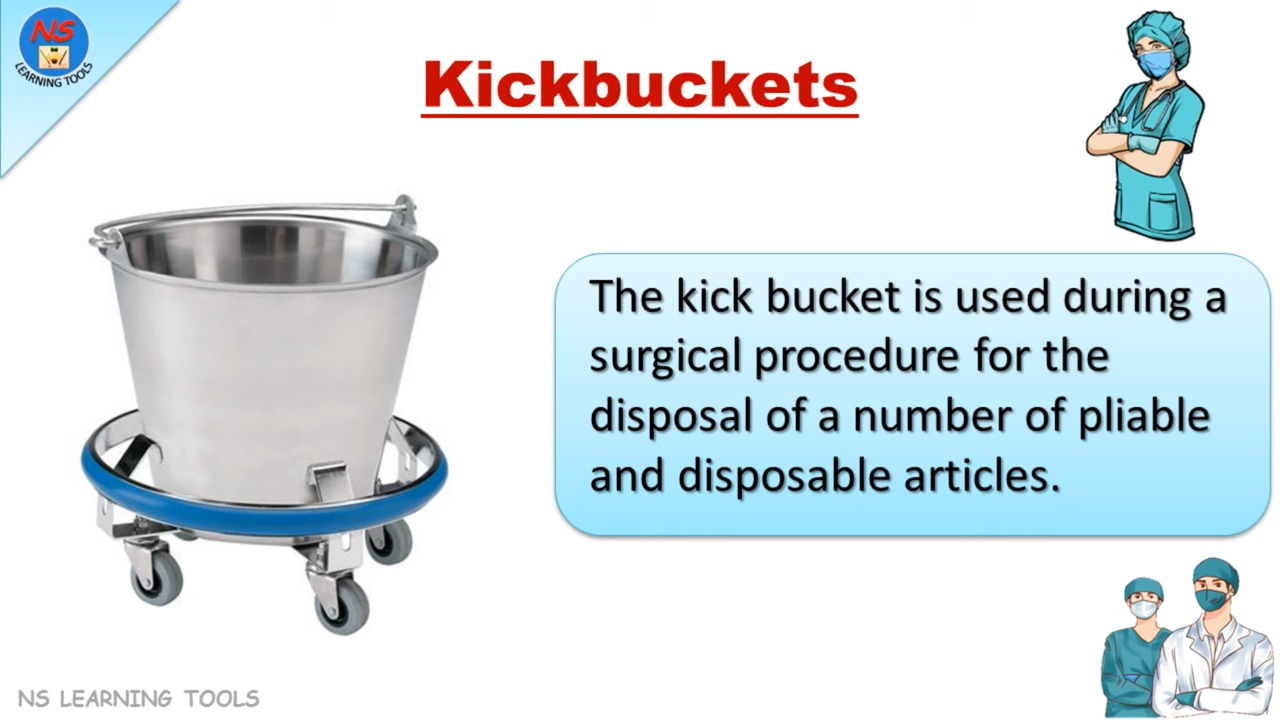 NS
LEARNING TOOLS
Kickbuckets
The kick bucket is used during a
surgical procedure for the
disposal of a number of pliable
and disposable articles.
NS LEARNING TOOLS